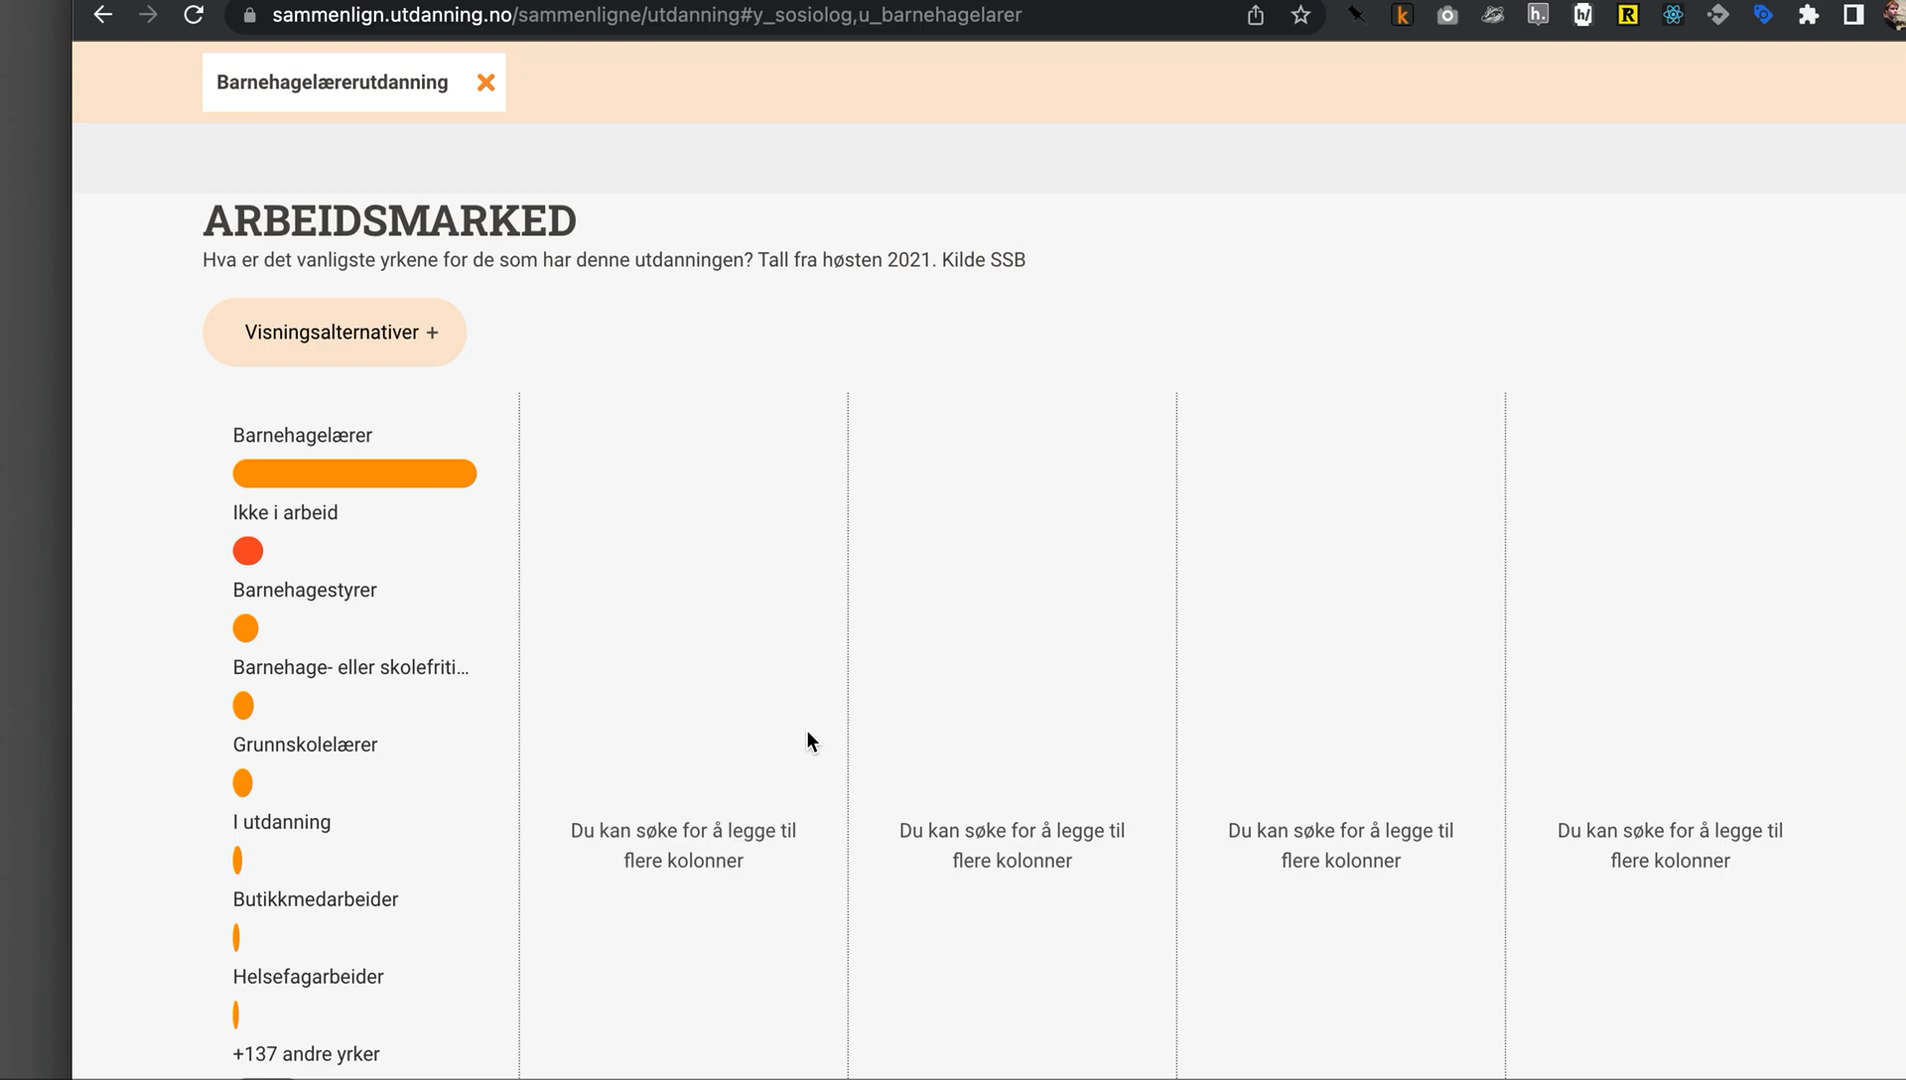 sammenlign.utdanning.no/sammenligne/utdanning#y_sosiolog,u_barnehagelarer
k
h.
h/
R
Barnehagelærerutdanning
ARBEIDSMARKED
Hva er det vanligste yrkene for de som har denne utdanningen? Tall fra høsten 2021. Kilde SSB
Visningsalternativer +
Barnehagelærer
Ikke i arbeid
Barnehagestyrer
Barnehage- eller skolefriti...
Grunnskolelærer
I utdanning
Butikkmedarbeider
Helsefagarbeider
+137 andre yrker
Du kan søke for å legge til
flere kolonner
Du kan søke for å legge til
flere kolonner
Du kan søke for å legge til
flere kolonner
Du kan søke for å legge til
flere kolonner